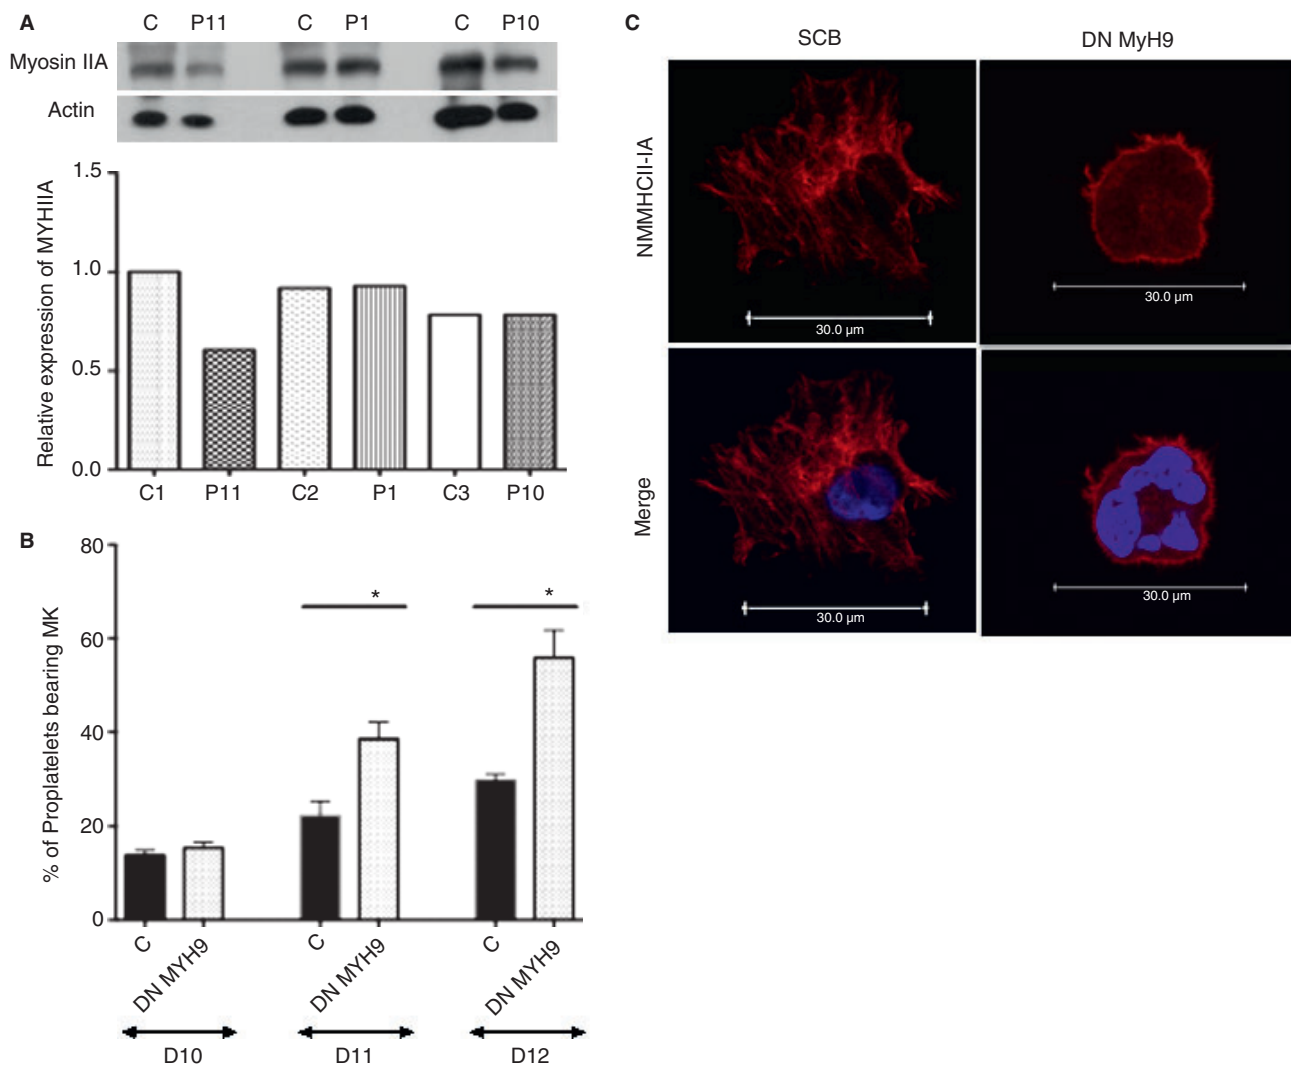 A
C P11 C P1 C P10
Myosin IIA
Actin
Relative expression of MYHIIA
1.5
1.0
0.5
0.0
C1 P11 C2 P1 C3 P10
B
% of Proplatelets bearing MK
80
60
40
20
0
* *
C DN MYH9 C DN MYH9 C DN MYH9
D10 D11 D12
C
SCB DN MyH9
NMMHCII-IA
30.0 µm 30.0 µm
Merge
30.0 µm 30.0 µm